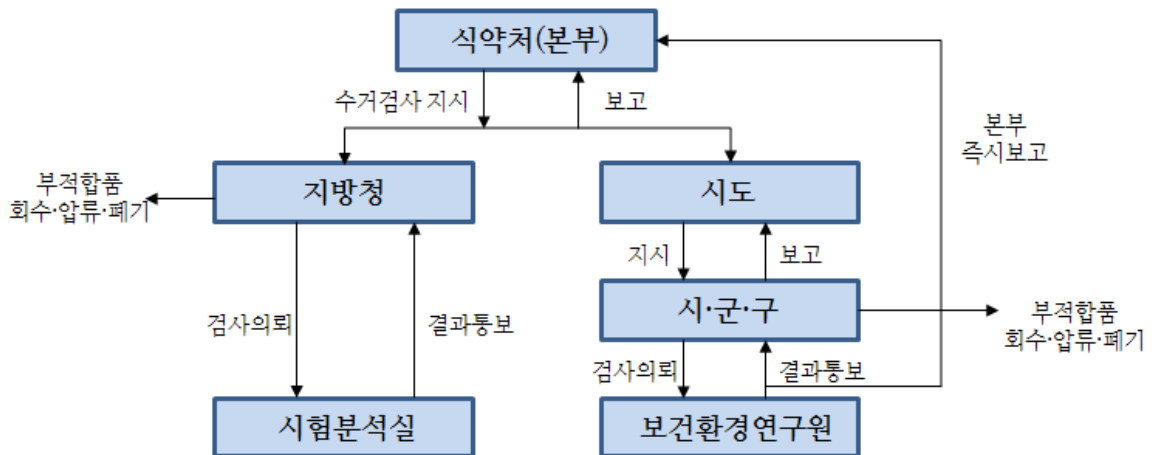 식약처(본부)
수거검사 지시
보고
본부
즉시보고
부적합품
회수·압류·폐기
지방청
시도
지시
보고
시·군·구
부적합품
회수·압류·폐기
검사의뢰
결과통보
검사의뢰
결과통보
시험분석실
보건환경연구원